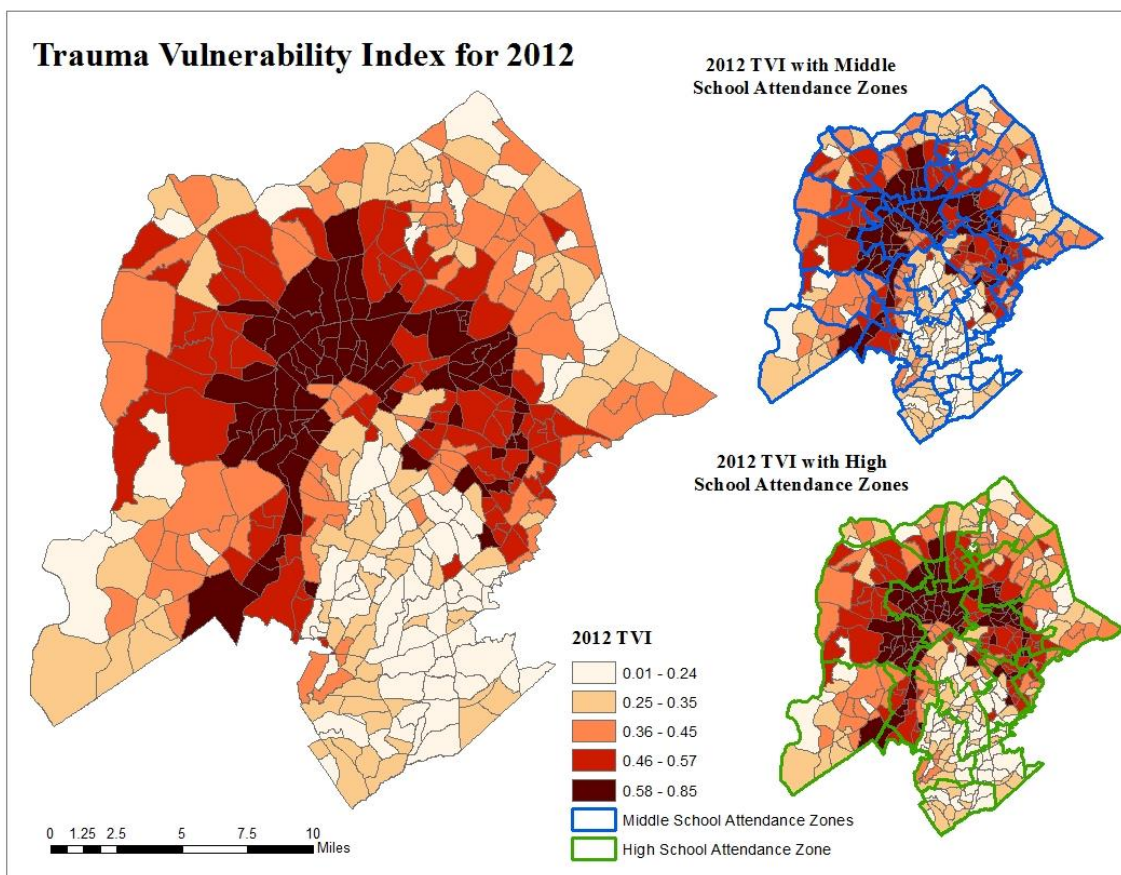 Trauma Vulnerability Index for 2012
2012 TVI with Middle
School Attendance Zones
2012 TVI with High
School Attendance Zones
2012 TVI
0.01 - 0.24
0.25 - 0.35
0.36 - 0.45
0.46 - 0.57
0.58 - 0.85
Middle School Attendance Zones
High School Attendance Zone
0 1.25 2.5 5 7.5 10
Miles